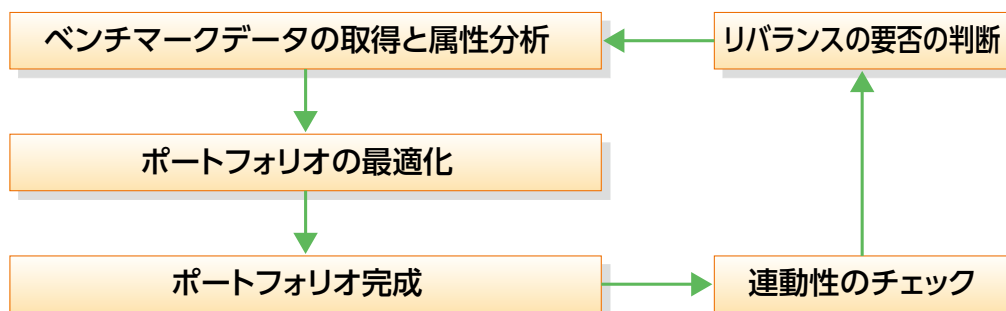 ベンチマークデータの取得と属性分析
リバランスの要否の判断
ポートフォリオの最適化
ポートフォリオ完成
連動性のチェック